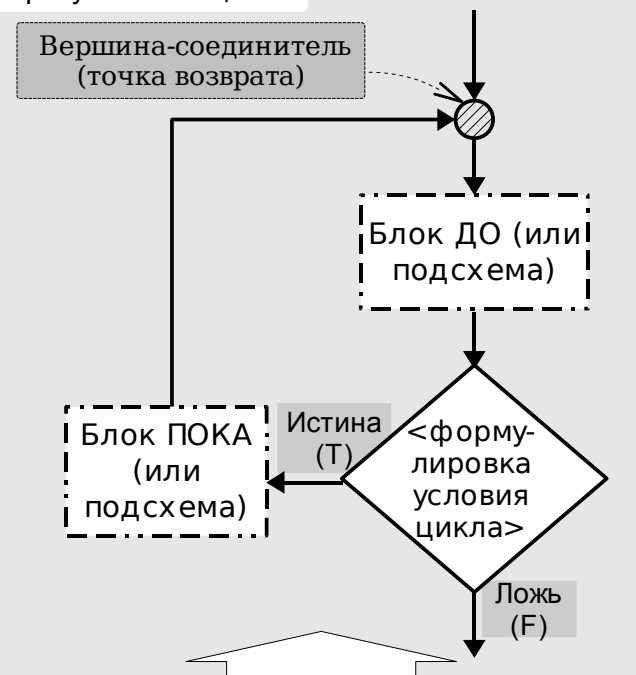 Вершина-соединитель
(точка возврата)
Блок ДО (или
подсхема)
Блок ПОКА
(или
подсхема)
Истина
(T)
<форму-
лировка
условия
цикла>
Ложь
(F)